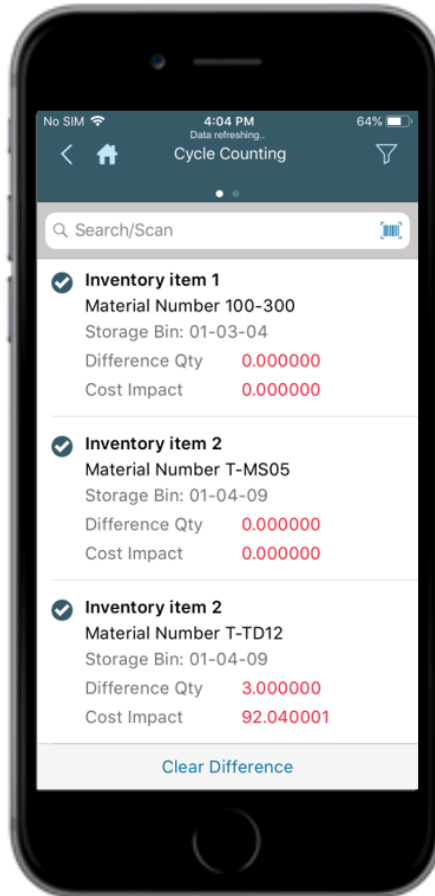 No SIM 4:04 PM 64%
Data refreshing..
Cycle Counting
Search/Scan
Inventory item 1
Material Number 100-300
Storage Bin: 01-03-04
Difference Qty 0.000000
Cost Impact 0.000000
Inventory item 2
Material Number T-MS05
Storage Bin: 01-04-09
Difference Qty 0.000000
Cost Impact 0.000000
Inventory item 2
Material Number T-TD12
Storage Bin: 01-04-09
Difference Qty 3.000000
Cost Impact 92.040001
Clear Difference